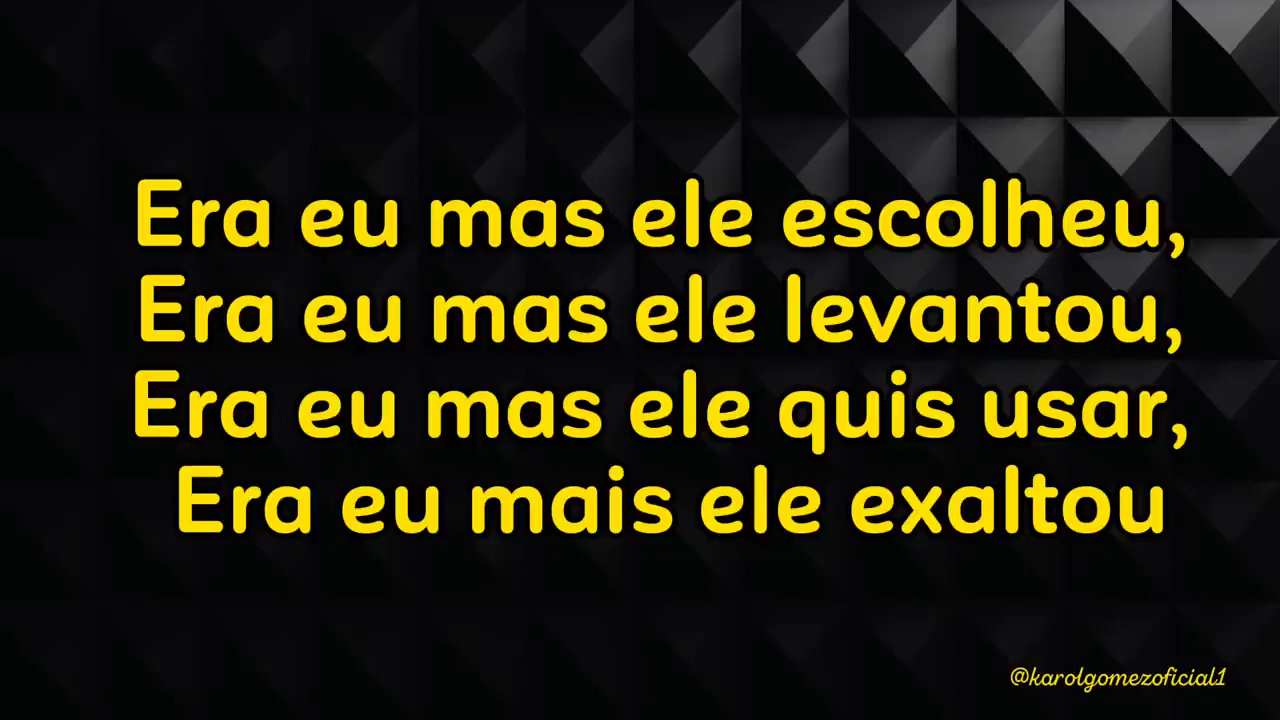 Era eu mas ele escolheu,
Era eu mas ele levantou,
Era eu mas ele quis usar,
Era eu mais ele exaltou
@karolgomezoficial1